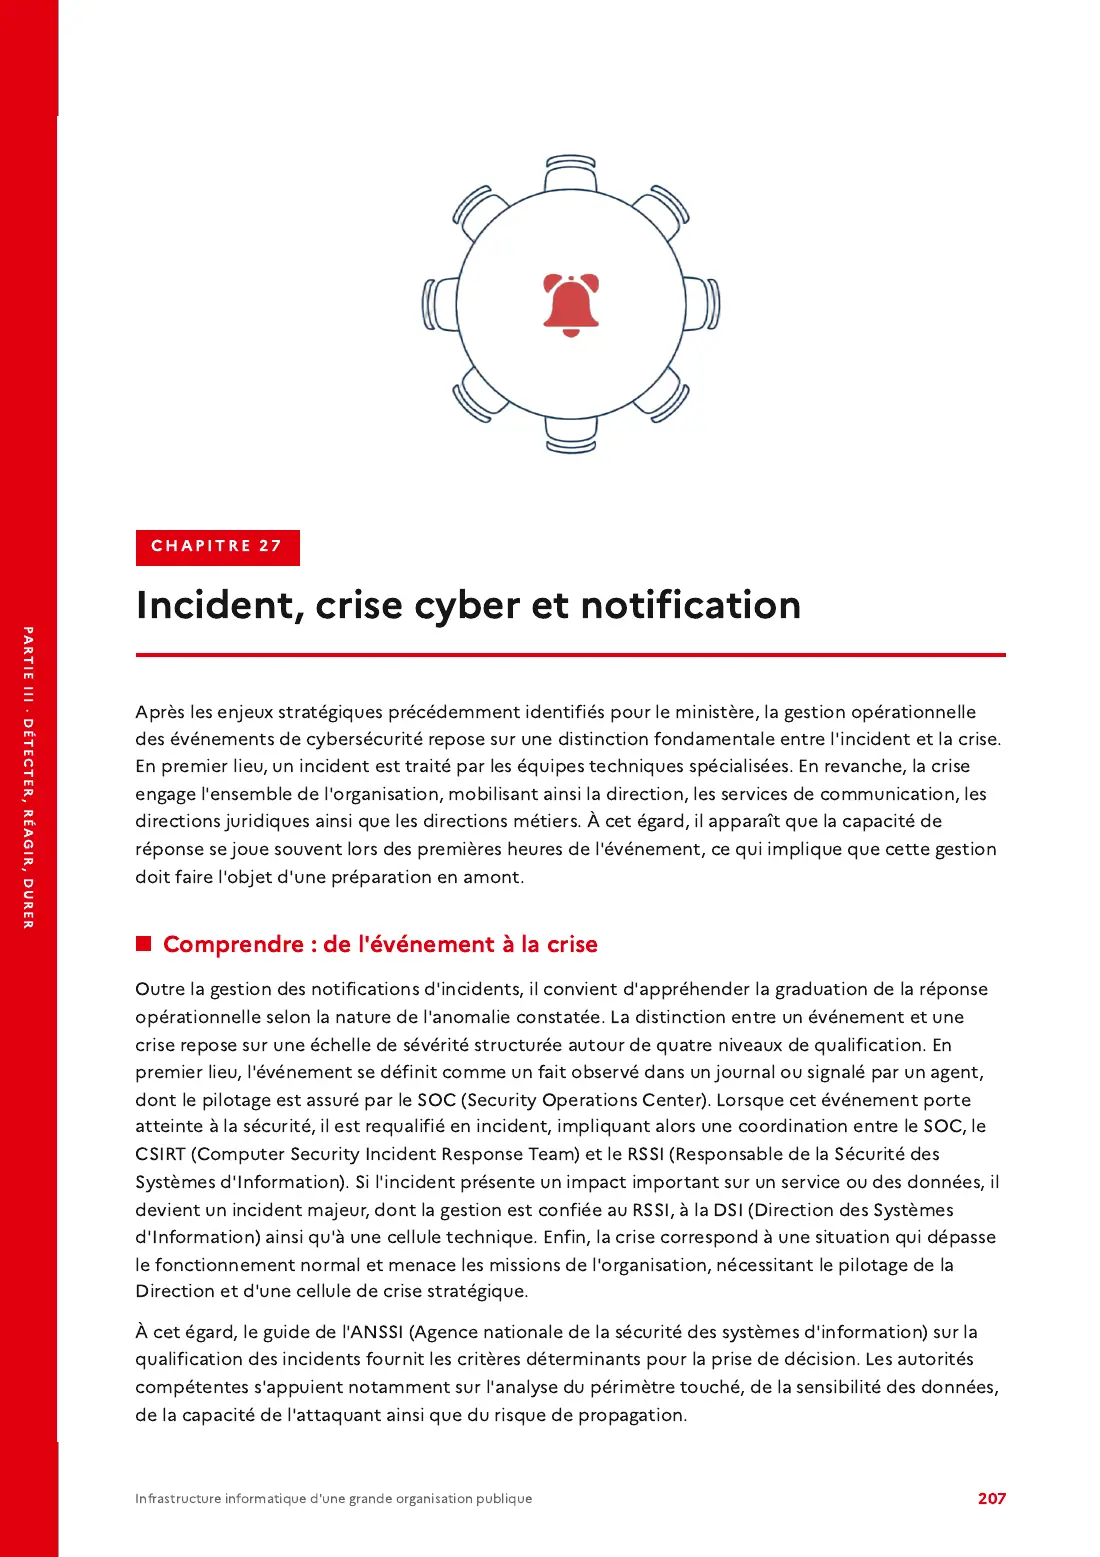 CHAPITRE 27
Incident, crise cyber et notification
PARTIE III · DÉTECTER, RÉAGIR, DURER
Après les enjeux stratégiques précédemment identifiés pour le ministère, la gestion opérationnelle
des événements de cybersécurité repose sur une distinction fondamentale entre l'incident et la crise.
En premier lieu, un incident est traité par les équipes techniques spécialisées. En revanche, la crise
engage l'ensemble de l'organisation, mobilisant ainsi la direction, les services de communication, les
directions juridiques ainsi que les directions métiers. À cet égard, il apparaît que la capacité de
réponse se joue souvent lors des premières heures de l'événement, ce qui implique que cette gestion
doit faire l'objet d'une préparation en amont.
Comprendre : de l'événement à la crise
Outre la gestion des notifications d'incidents, il convient d'appréhender la graduation de la réponse
opérationnelle selon la nature de l'anomalie constatée. La distinction entre un événement et une
crise repose sur une échelle de sévérité structurée autour de quatre niveaux de qualification. En
premier lieu, l'événement se définit comme un fait observé dans un journal ou signalé par un agent,
dont le pilotage est assuré par le SOC (Security Operations Center). Lorsque cet événement porte
atteinte à la sécurité, il est requalifié en incident, impliquant alors une coordination entre le SOC, le
CSIRT (Computer Security Incident Response Team) et le RSSI (Responsable de la Sécurité des
Systèmes d'Information). Si l'incident présente un impact important sur un service ou des données, il
devient un incident majeur, dont la gestion est confiée au RSSI, à la DSI (Direction des Systèmes
d'Information) ainsi qu'à une cellule technique. Enfin, la crise correspond à une situation qui dépasse
le fonctionnement normal et menace les missions de l'organisation, nécessitant le pilotage de la
Direction et d'une cellule de crise stratégique.
À cet égard, le guide de l'ANSSI (Agence nationale de la sécurité des systèmes d'information) sur la
qualification des incidents fournit les critères déterminants pour la prise de décision. Les autorités
compétentes s'appuient notamment sur l'analyse du périmètre touché, de la sensibilité des données,
de la capacité de l'attaquant ainsi que du risque de propagation.
Infrastructure informatique d'une grande organisation publique
207